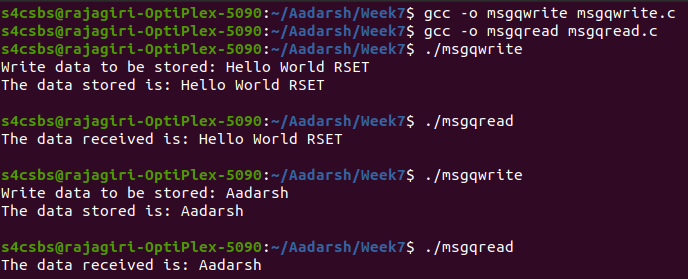 s4csbs@rajagiri-OptiPlex-5090:~/Aadarsh/Week7$ gcc -o msgqwrite msgqwrite.c
s4csbs@rajagiri-OptiPlex-5090:~/Aadarsh/Week7$ gcc -o msgqread msgqread.c
s4csbs@rajagiri-OptiPlex-5090:~/Aadarsh/Week7$ ./msgqwrite
Write data to be stored: Hello World RSET
The data stored is: Hello World RSET
s4csbs@rajagiri-OptiPlex-5090:~/Aadarsh/Week7$ ./msgqread
The data received is: Hello World RSET
s4csbs@rajagiri-OptiPlex-5090:~/Aadarsh/Week7$ ./msgqwrite
Write data to be stored: Aadarsh
The data stored is: Aadarsh
s4csbs@rajagiri-OptiPlex-5090:~/Aadarsh/Week7$ ./msgqread
The data received is: Aadarsh